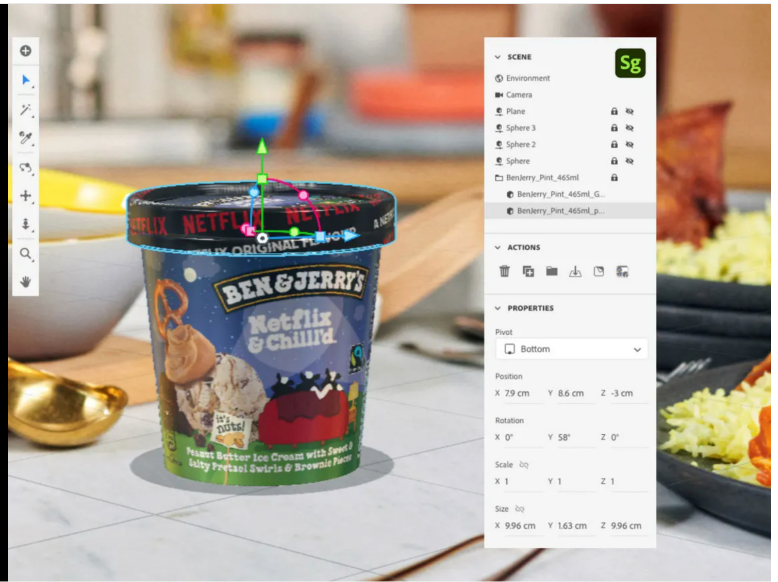 SCENE
Sg
Environment
Camera
Plane
Sphere 3
Sphere 2
Sphere
BenJerry_Pint_465ml
BenJerry_Pint_465ml_G...
BenJerry_Pint_465ml_p...
ACTIONS
PROPERTIES
Pivot
Bottom
Position
X 7.9 cm Y 8.6 cm Z -3 cm
Rotation
X 0° Y 58° Z 0°
Scale
X 1 Y 1 Z 1
Size
X 9.96 cm Y 1.63 cm Z 9.96 cm
NETFLIX
ORIGINAL FLAVOUR
BEN & JERRY'S
Netflix
& Chilll'd
it's
nuts!
Peanut Butter Ice Cream with Sweet &
Salty Pretzel Swirls & Brownie Pieces